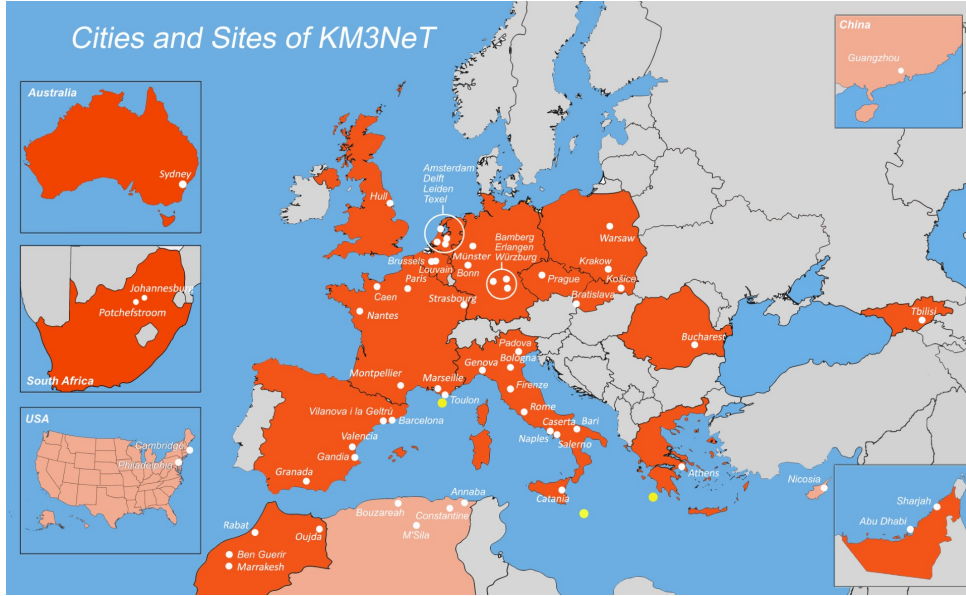 Cities and Sites of KM3NeT
Australia
Sydney
Johannesburg
Potchefstroom
South Africa
USA
Cambridge
Philadelphia
China
Guangzhou
Hull
Amsterdam
Delft
Leiden
Texel
Bamberg
Erlangen
Würzburg
Warsaw
Brussels
Louvain
Münster
Bonn
Krakow
Paris
Prague
Košice
Caen
Strasbourg
Bratislava
Nantes
Tbilisi
Bucharest
Padova
Bologna
Genova
Montpellier
Marseille
Toulon
Firenze
Vilanova i la Geltrú
Barcelona
Rome
Caserta
Bari
Naples
Salerno
Valencia
Gandia
Granada
Athens
Catania
Nicosia
Annaba
Bouzareah
Constantine
M'Sila
Rabat
Oujda
Ben Guerir
Marrakesh
Sharjah
Abu Dhabi